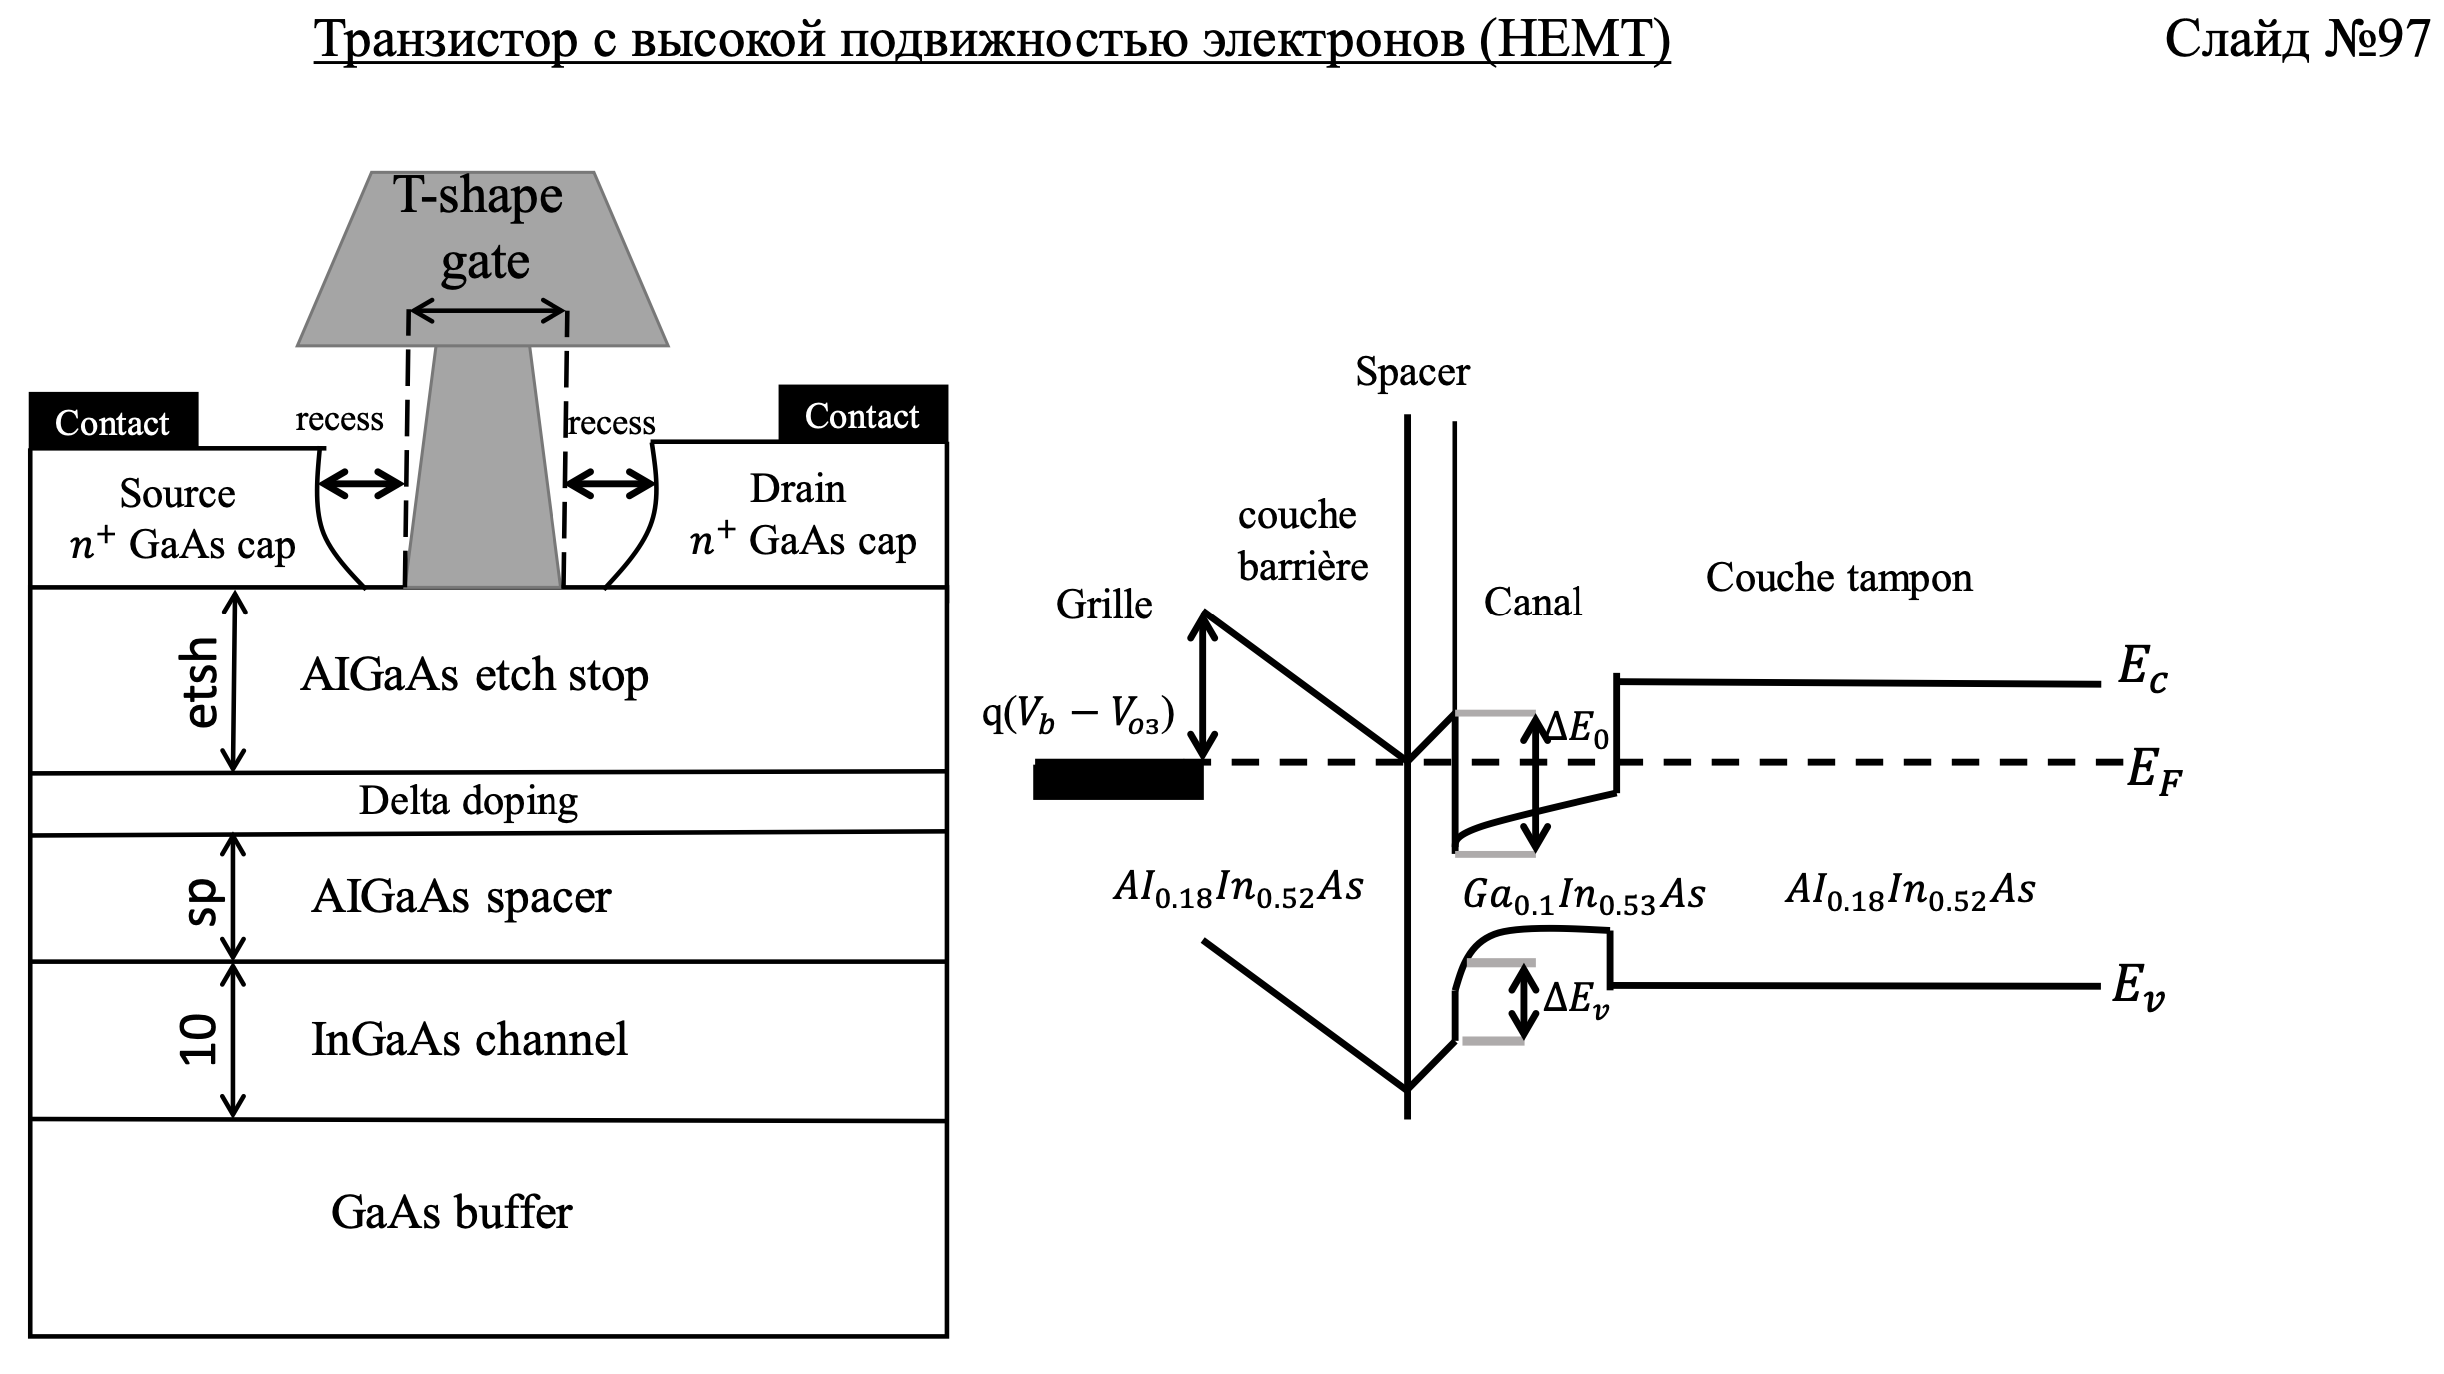 Транзистор с высокой подвижностью электронов (HEMT)
Слайд №97
T-shape
gate
Contact
recess
recess
Contact
Source
n⁺ GaAs cap
Drain
n⁺ GaAs cap
etsh
AIGaAs etch stop
Delta doping
sp
AIGaAs spacer
10
InGaAs channel
GaAs buffer
Spacer
couche
barrière
Grille
Canal
Couche tampon
q(V_b − V_o3)
ΔE_0
E_c
E_F
AI_0.18In_0.52As
Ga_0.1In_0.53As
AI_0.18In_0.52As
ΔE_v
E_v